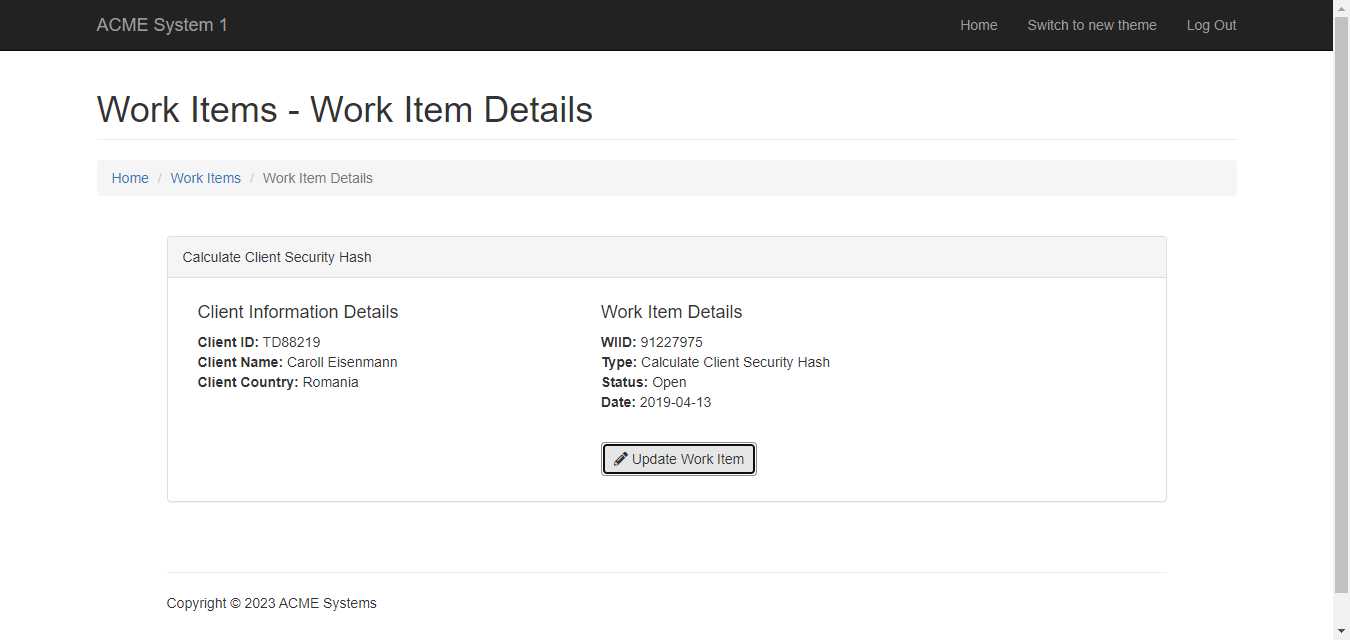 ACME System 1 Home Switch to new theme Log Out
Work Items - Work Item Details
Home / Work Items / Work Item Details
Calculate Client Security Hash
Client Information Details
Client ID: TD88219
Client Name: Caroll Eisenmann
Client Country: Romania
Work Item Details
WIID: 91227975
Type: Calculate Client Security Hash
Status: Open
Date: 2019-04-13
Update Work Item
Copyright © 2023 ACME Systems